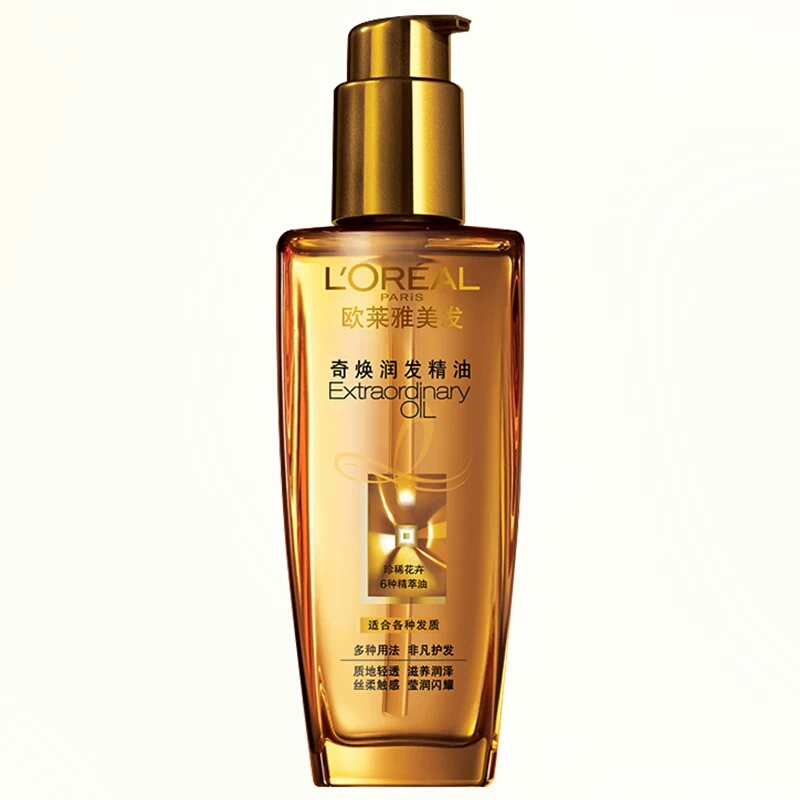 L'ORÉAL
PARIS
欧莱雅美发
奇焕润发精油
Extraordinary
OIL
珍稀花卉
6种精萃油
适合各种发质
多种用法 非凡护发
质地轻透 滋养润泽
丝柔触感 莹润闪耀